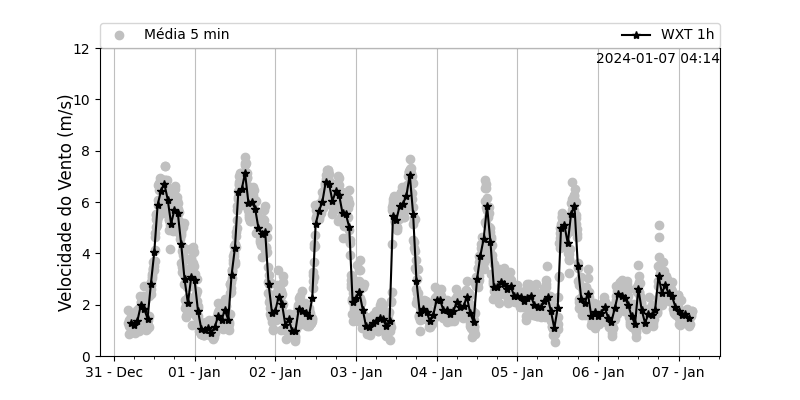 Média 5 min
WXT 1h
2024-01-07 04:14
Velocidade do Vento (m/s)
12
10
8
6
4
2
0
31 - Dec 01 - Jan 02 - Jan 03 - Jan 04 - Jan 05 - Jan 06 - Jan 07 - Jan